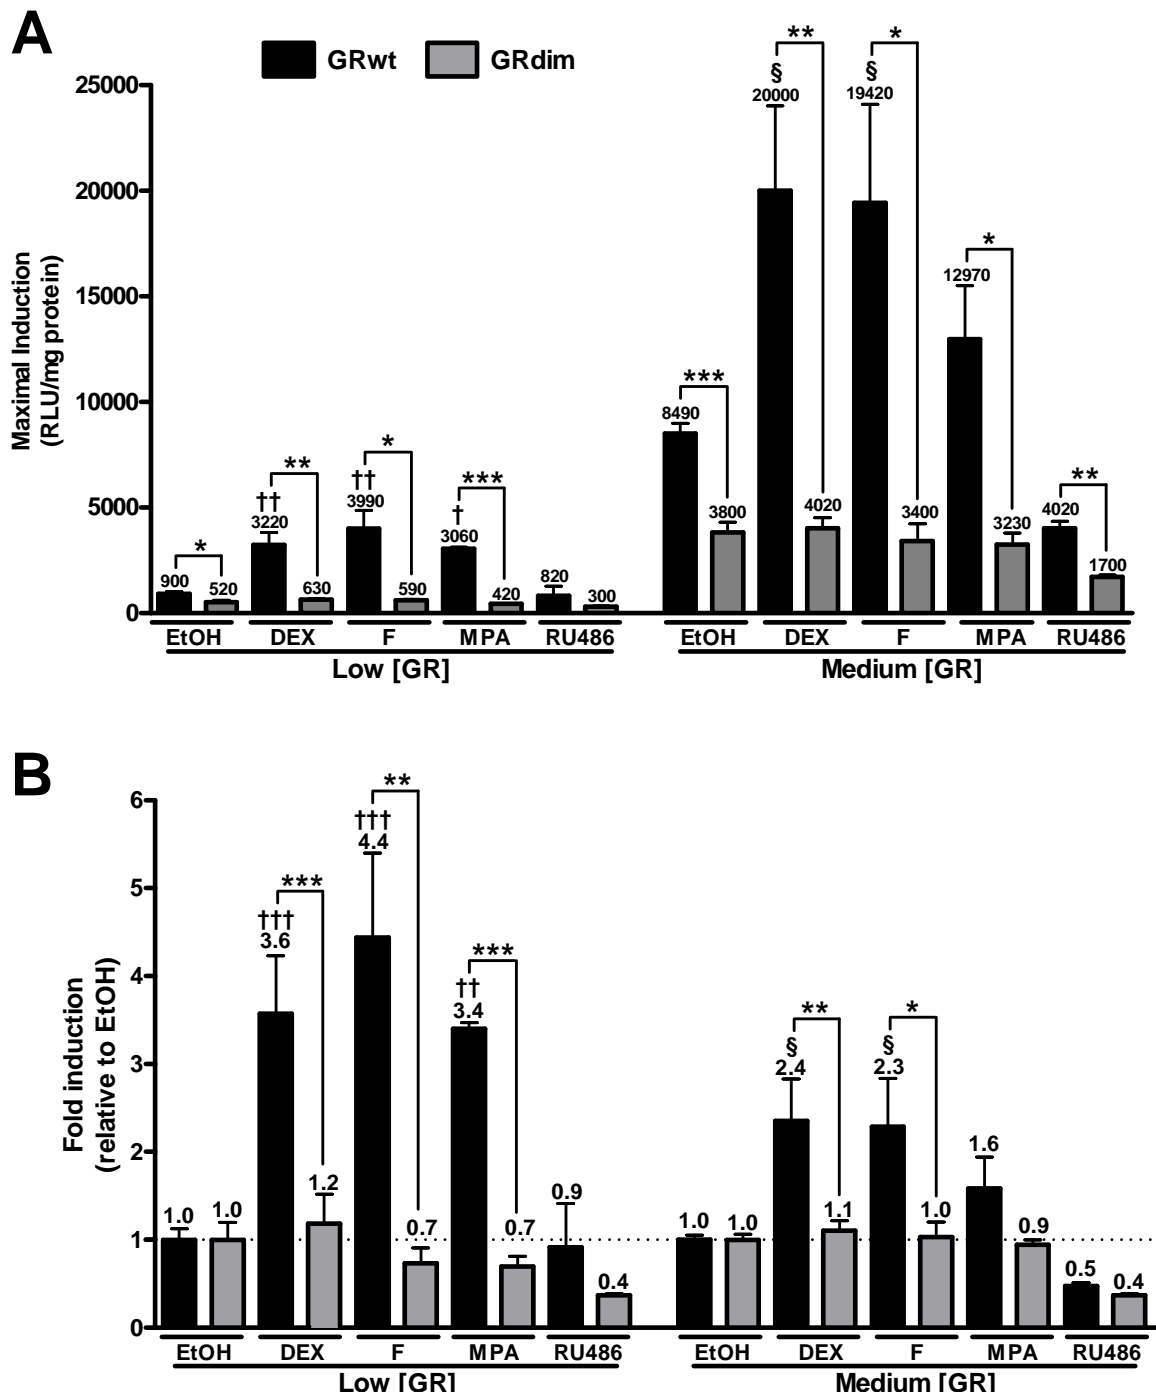 A
GRwt GRdim
Maximal Induction
(RLU/mg protein)
25000
20000
15000
10000
5000
0
** *
§ §
20000 19420
*
12970
***
8490
3800 4020 3400 3230
**
4020 1700
* ** * ***
†† †† †
900 520 3220 630 3990 590 3060 420 820 300
EtOH DEX F MPA RU486 EtOH DEX F MPA RU486
Low [GR] Medium [GR]
B
Fold induction
(relative to EtOH)
6
5
4
3
2
1
0
*** ** ***
††† ††† ††
1.0 1.0 3.6 1.2 4.4 0.7 3.4 0.7 0.9 0.4
** *
§ §
1.0 1.0 2.4 1.1 2.3 1.0 1.6 0.9 0.5 0.4
EtOH DEX F MPA RU486 EtOH DEX F MPA RU486
Low [GR] Medium [GR]